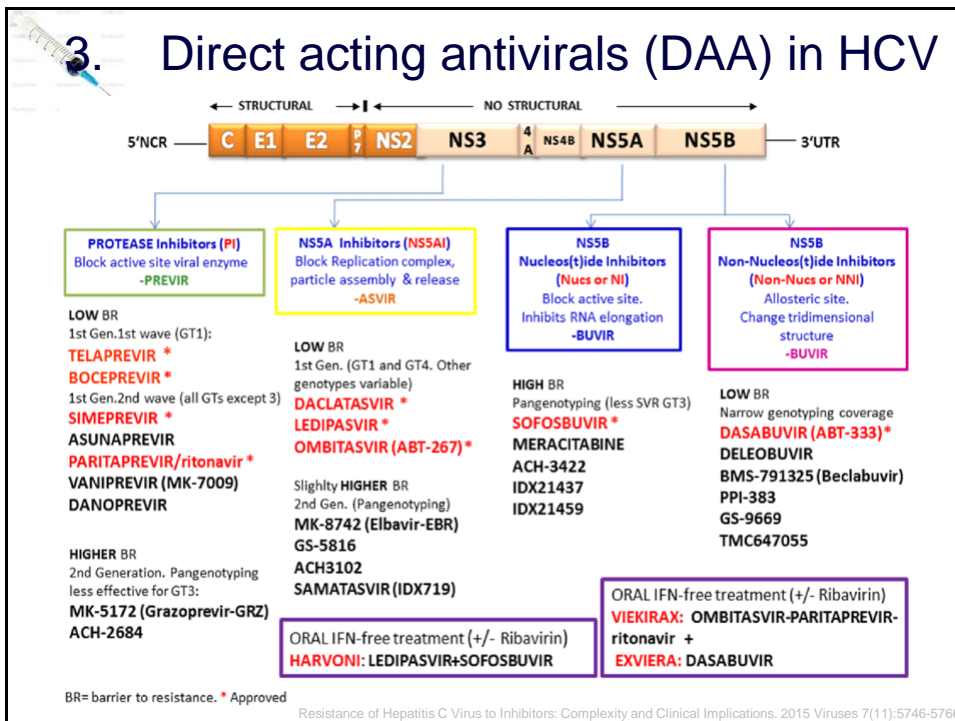 3. Direct acting antivirals (DAA) in HCV
STRUCTURAL
NO STRUCTURAL
5'NCR
C
E1
E2
P7
NS2
NS3
4A
NS4B
NS5A
NS5B
3'UTR
PROTEASE Inhibitors (PI)
Block active site viral enzyme
-PREVIR
LOW BR
1st Gen.1st wave (GT1):
TELAPREVIR *
BOCEPREVIR *
1st Gen.2nd wave (all GTs except 3)
SIMEPREVIR *
ASUNAPREVIR
PARITAPREVIR/ritonavir *
VANIPREVIR (MK-7009)
DANOPREVIR
HIGHER BR
2nd Generation. Pangenotyping
less effective for GT3:
MK-5172 (Grazoprevir-GRZ)
ACH-2684
NS5A Inhibitors (NS5AI)
Block Replication complex,
particle assembly & release
-ASVIR
LOW BR
1st Gen. (GT1 and GT4. Other
genotypes variable)
DACLATASVIR *
LEDIPASVIR *
OMBITASVIR (ABT-267) *
Slighlty HIGHER BR
2nd Gen. (Pangenotyping)
MK-8742 (Elbavir-EBR)
GS-5816
ACH3102
SAMATASVIR (IDX719)
NS5B
Nucleos(t)ide Inhibitors
(Nucs or NI)
Block active site.
Inhibits RNA elongation
-BUVIR
HIGH BR
Pangenotyping (less SVR GT3)
SOFOSBUVIR *
MERACITABINE
ACH-3422
IDX21437
IDX21459
NS5B
Non-Nucleos(t)ide Inhibitors
(Non-Nucs or NNI)
Allosteric site.
Change tridimensional
structure
-BUVIR
LOW BR
Narrow genotyping coverage
DASABUVIR (ABT-333)*
DELEOBUVIR
BMS-791325 (Beclabuvir)
PPI-383
GS-9669
TMC647055
ORAL IFN-free treatment (+/- Ribavirin)
HARVONI: LEDIPASVIR+SOFOSBUVIR
ORAL IFN-free treatment (+/- Ribavirin)
VIEKIRAX: OMBITASVIR-PARITAPREVIR-
ritonavir +
EXVIERA: DASABUVIR
BR= barrier to resistance. * Approved
Resistance of Hepatitis C Virus to Inhibitors: Complexity and Clinical Implications. 2015 Viruses 7(11):5746-5766